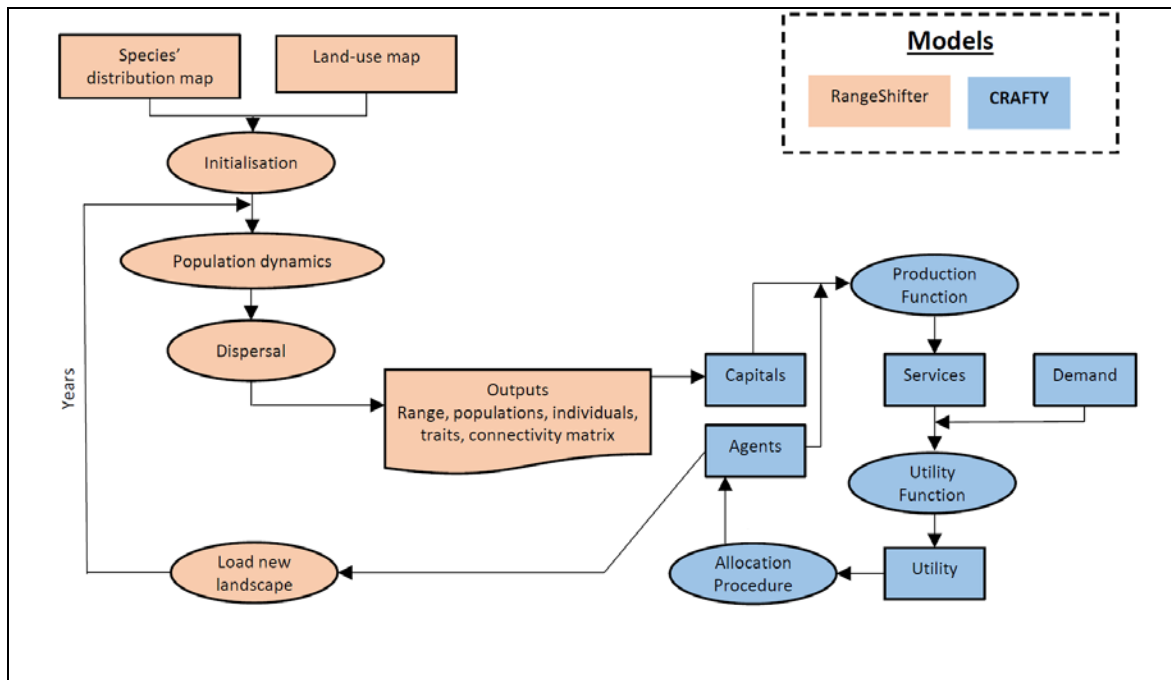 Species'
distribution map
Land-use map
Models
RangeShifter
CRAFTY
Initialisation
Population dynamics
Dispersal
Years
Outputs
Range, populations, individuals,
traits, connectivity matrix
Capitals
Agents
Production
Function
Services
Demand
Utility
Function
Utility
Allocation
Procedure
Load new
landscape